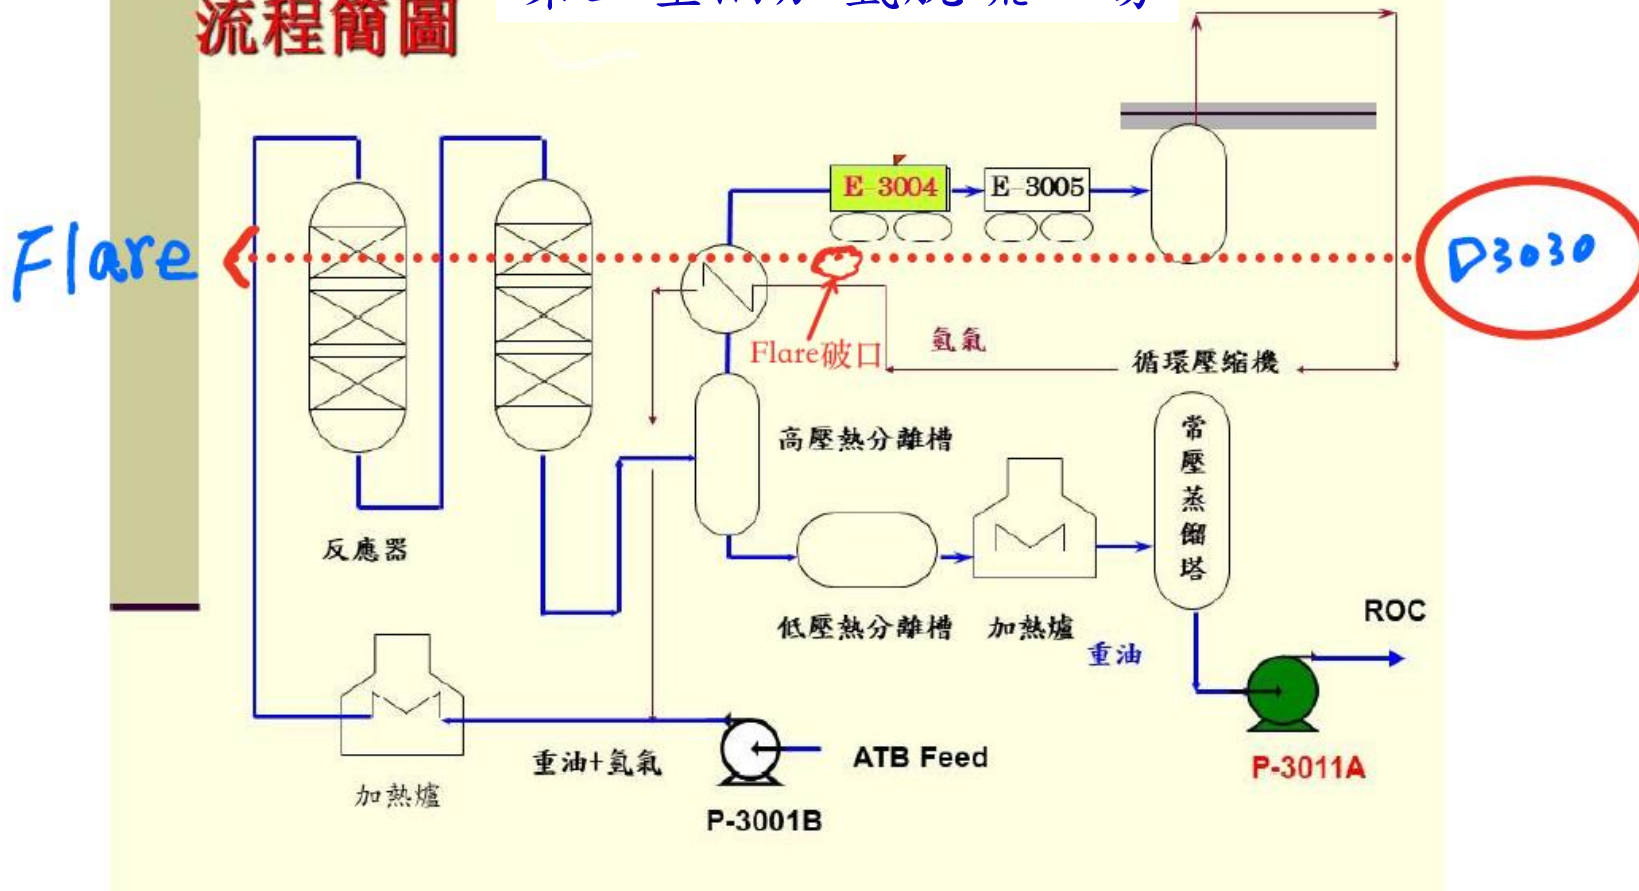 流程簡圖
E-3004
E-3005
Flare
D3030
Flare破口
氫氣
循環壓縮機
高壓熱分離槽
常壓蒸餾塔
反應器
低壓熱分離槽
加熱爐
重油
ROC
重油+氫氣
ATB Feed
P-3011A
加熱爐
P-3001B